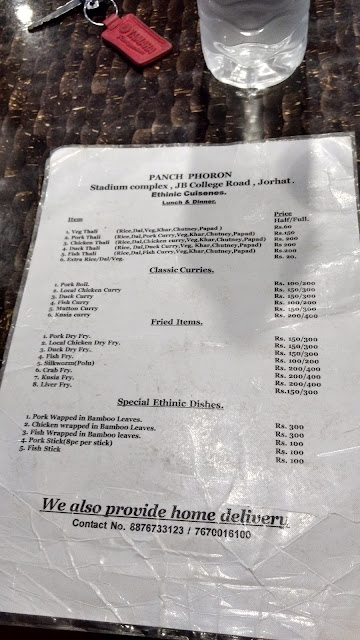 PANCH PHORON
Stadium complex , JB College Road , Jorhat .
Ethinic Cuisenes.
Lunch & Dinner.
Item Price
Half/Full.
1. Veg Thali (Rice,Dal,Veg,Khar,Chutney,Papad ) Rs.60
2. Pork Thali (Rice,Dal,Pork Curry,Veg,Khar,Chutney,Papad) Rs.150
3. Chicken Thali (Rice,Dal,Chicken curry,Veg,Khar,Chutney,Papad) Rs. 200
4. Duck Thali (Rice,Dal,Duck Curry,Veg, Khar,Chutney,Papad) Rs. 200
5. Fish Thali (Rice,Dal,Fish Curry,Veg,Khar,Chutney,Papad) Rs.200
6. Extra Rice/Dal/Veg. Rs. 20.
Classic Curries.
1. Pork Boil. Rs. 100/200
2. Local Chicken Curry Rs. 150/300
3. Duck Curry Rs. 150/300
4. Fish Curry Rs. 100/200
5. Mutton Curry Rs. 150/300
6. Kusia curry Rs. 200/400
Fried Items.
1. Pork Dry Fry. Rs. 150/300
2. Local Chicken Dry Fry. Rs. 150/300
3. Duck Dry Fry. Rs. 150/300
4. Fish Fry. Rs. 100/200
5. Silkworm(Polu) Rs. 200/400
6. Crab Fry. Rs. 200/400
7. Kusia Fry. Rs. 200/400
8. Liver Fry. Rs.150/300
Special Ethinic Dishes.
1. Pork Wapped in Bamboo Leaves. Rs. 300
2. Chicken wrapped in Bamboo Leaves. Rs. 300
3. Fish Wrapped in Bamboo leaves. Rs. 100
4. Pork Stick(8pc per stick) Rs. 100
5. Fish Stick
We also provide home delivery
Contact No. 8876733123 / 7670016100